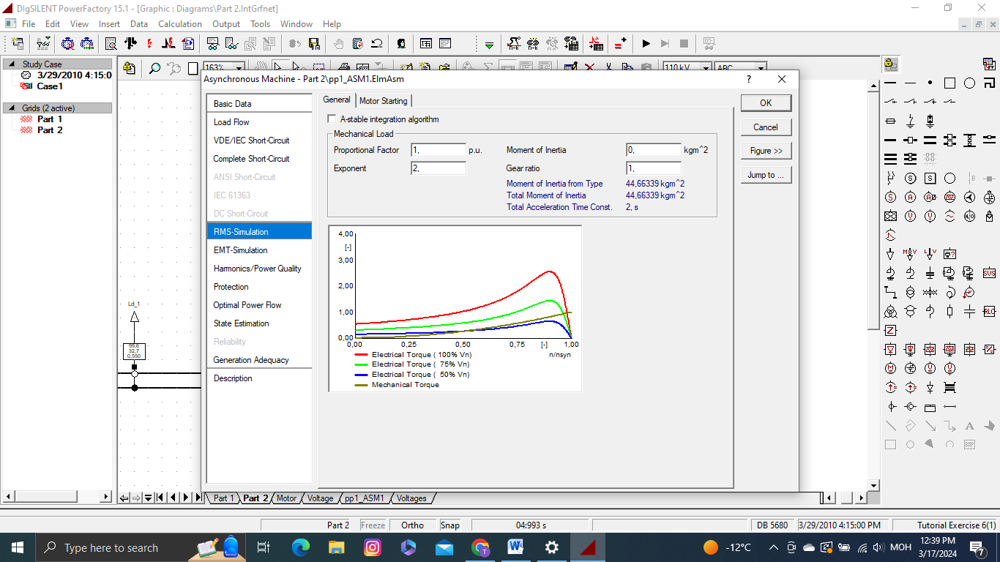 DIgSILENT PowerFactory 15.1 - [Graphic : Diagrams\Part 2.IntGrfnet]
File Edit View Insert Data Calculation Output Tools Window Help
163% 110 kV ABC
Study Case
3/29/2010 4:15:0
Case1
Grids (2 active)
Part 1
Part 2
Asynchronous Machine - Part 2\pp1_ASM1.ElmAsm ?
Basic Data
Load Flow
VDE/IEC Short-Circuit
Complete Short-Circuit
ANSI Short-Circuit
IEC 61363
DC Short-Circuit
RMS-Simulation
EMT-Simulation
Harmonics/Power Quality
Protection
Optimal Power Flow
State Estimation
Reliability
Generation Adequacy
Description
General Motor Starting
A-stable integration algorithm
Mechanical Load
Proportional Factor 1, p.u.
Exponent 2,
Moment of Inertia 0, kgm^2
Gear ratio 1,
Moment of Inertia from Type 44,66339 kgm^2
Total Moment of Inertia 44,66339 kgm^2
Total Acceleration Time Const. 2, s
4,00
[-]
3,00
2,00
1,00
0,00
0,00 0,25 0,50 0,75 [-] 1,00
n/nsyn
Electrical Torque ( 100% Vn)
Electrical Torque ( 75% Vn)
Electrical Torque ( 50% Vn)
Mechanical Torque
OK
Cancel
Figure >>
Jump to ...
Ld_1
99,6
32,7
0,550
SVS
RLC
BMP
Part 1 Part 2 Motor Voltage pp1_ASM1 Voltages
Part 2 Freeze Ortho Snap 04:993 s DB 5680 3/29/2010 4:15:00 PM Tutorial Exercise 6(1)
Type here to search
-12°C
МОН
12:39 PM
3/17/2024
7